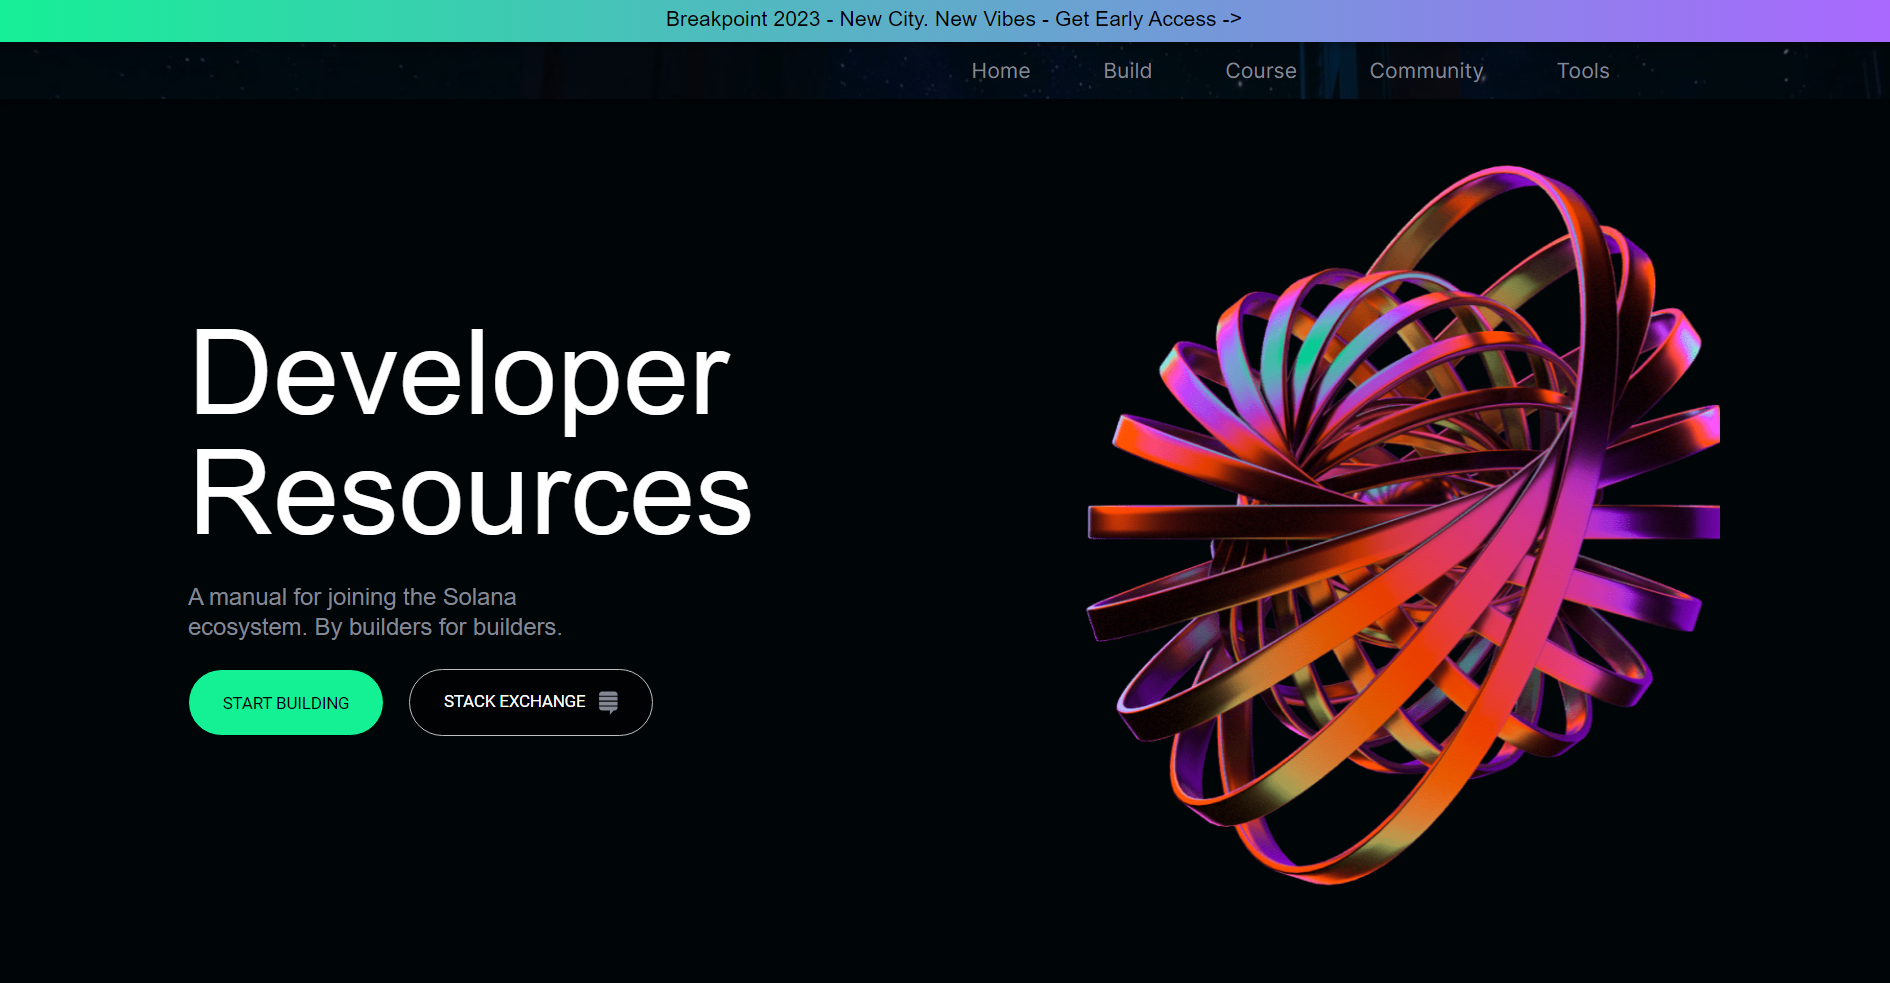 Breakpoint 2023 - New City. New Vibes - Get Early Access ->
Home Build Course Community Tools
Developer
Resources
A manual for joining the Solana
ecosystem. By builders for builders.
START BUILDING STACK EXCHANGE